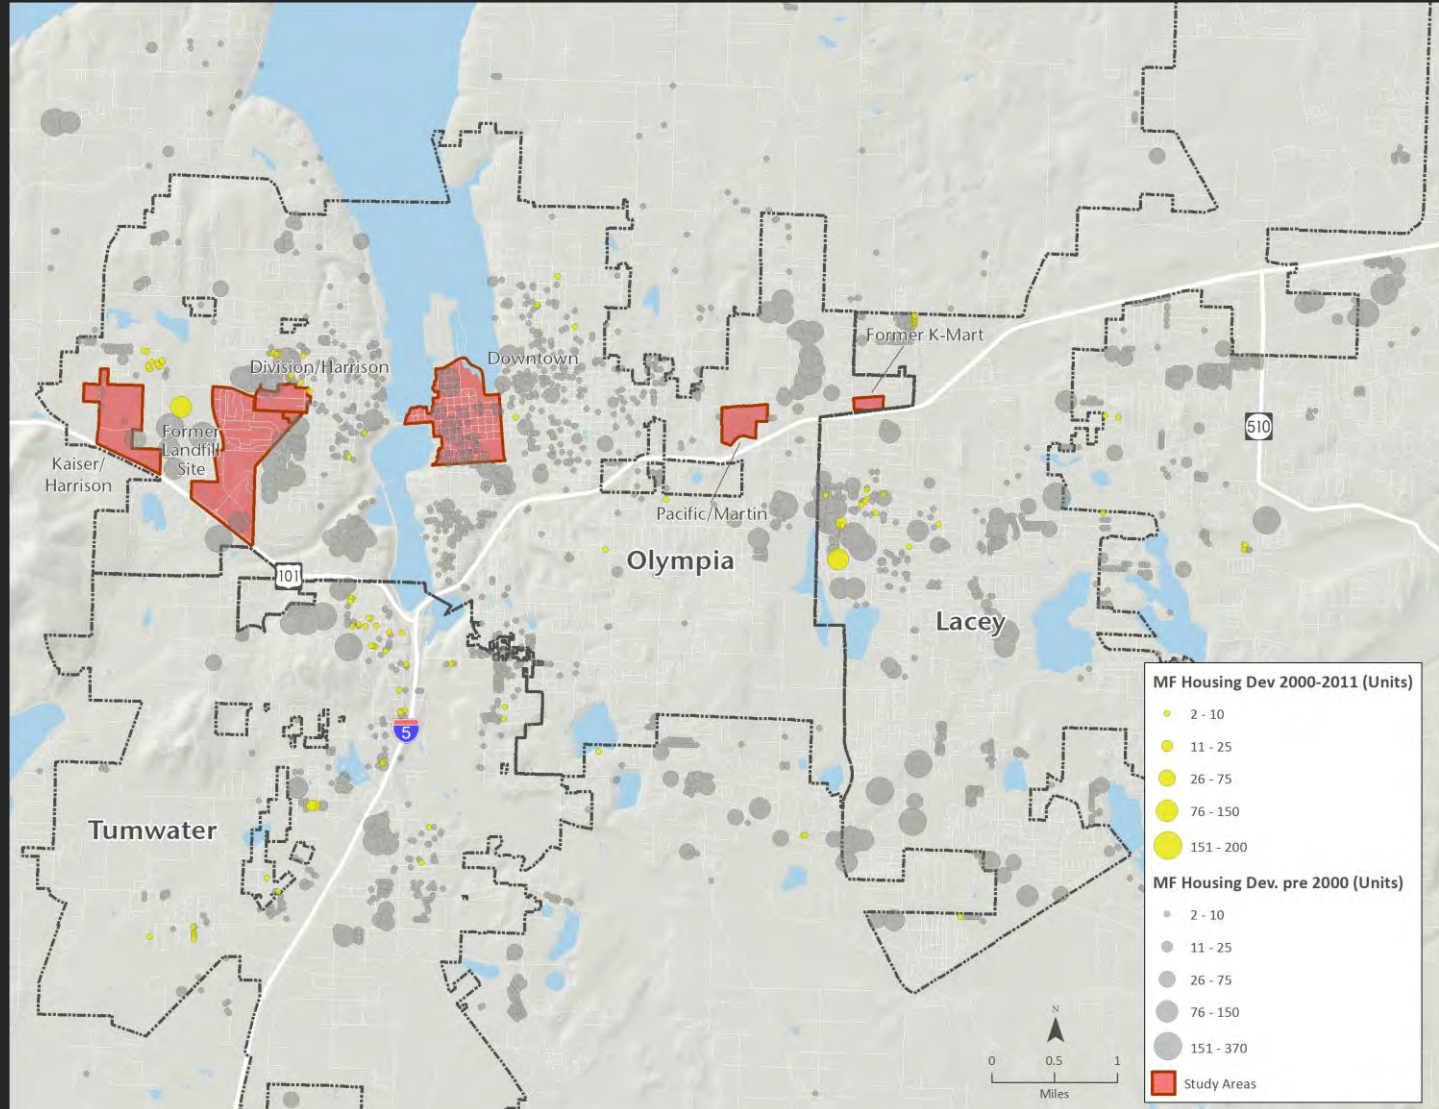 Former K-Mart
Downtown
Division/Harrison
Former
Landfill
Site
Kaiser/
Harrison
510
Pacific/Martin
Olympia
101
Lacey
5
Tumwater
MF Housing Dev 2000-2011 (Units)
2 - 10
11 - 25
26 - 75
76 - 150
151 - 200
MF Housing Dev. pre 2000 (Units)
2 - 10
11 - 25
26 - 75
76 - 150
151 - 370
Study Areas
N
0 0.5 1
Miles